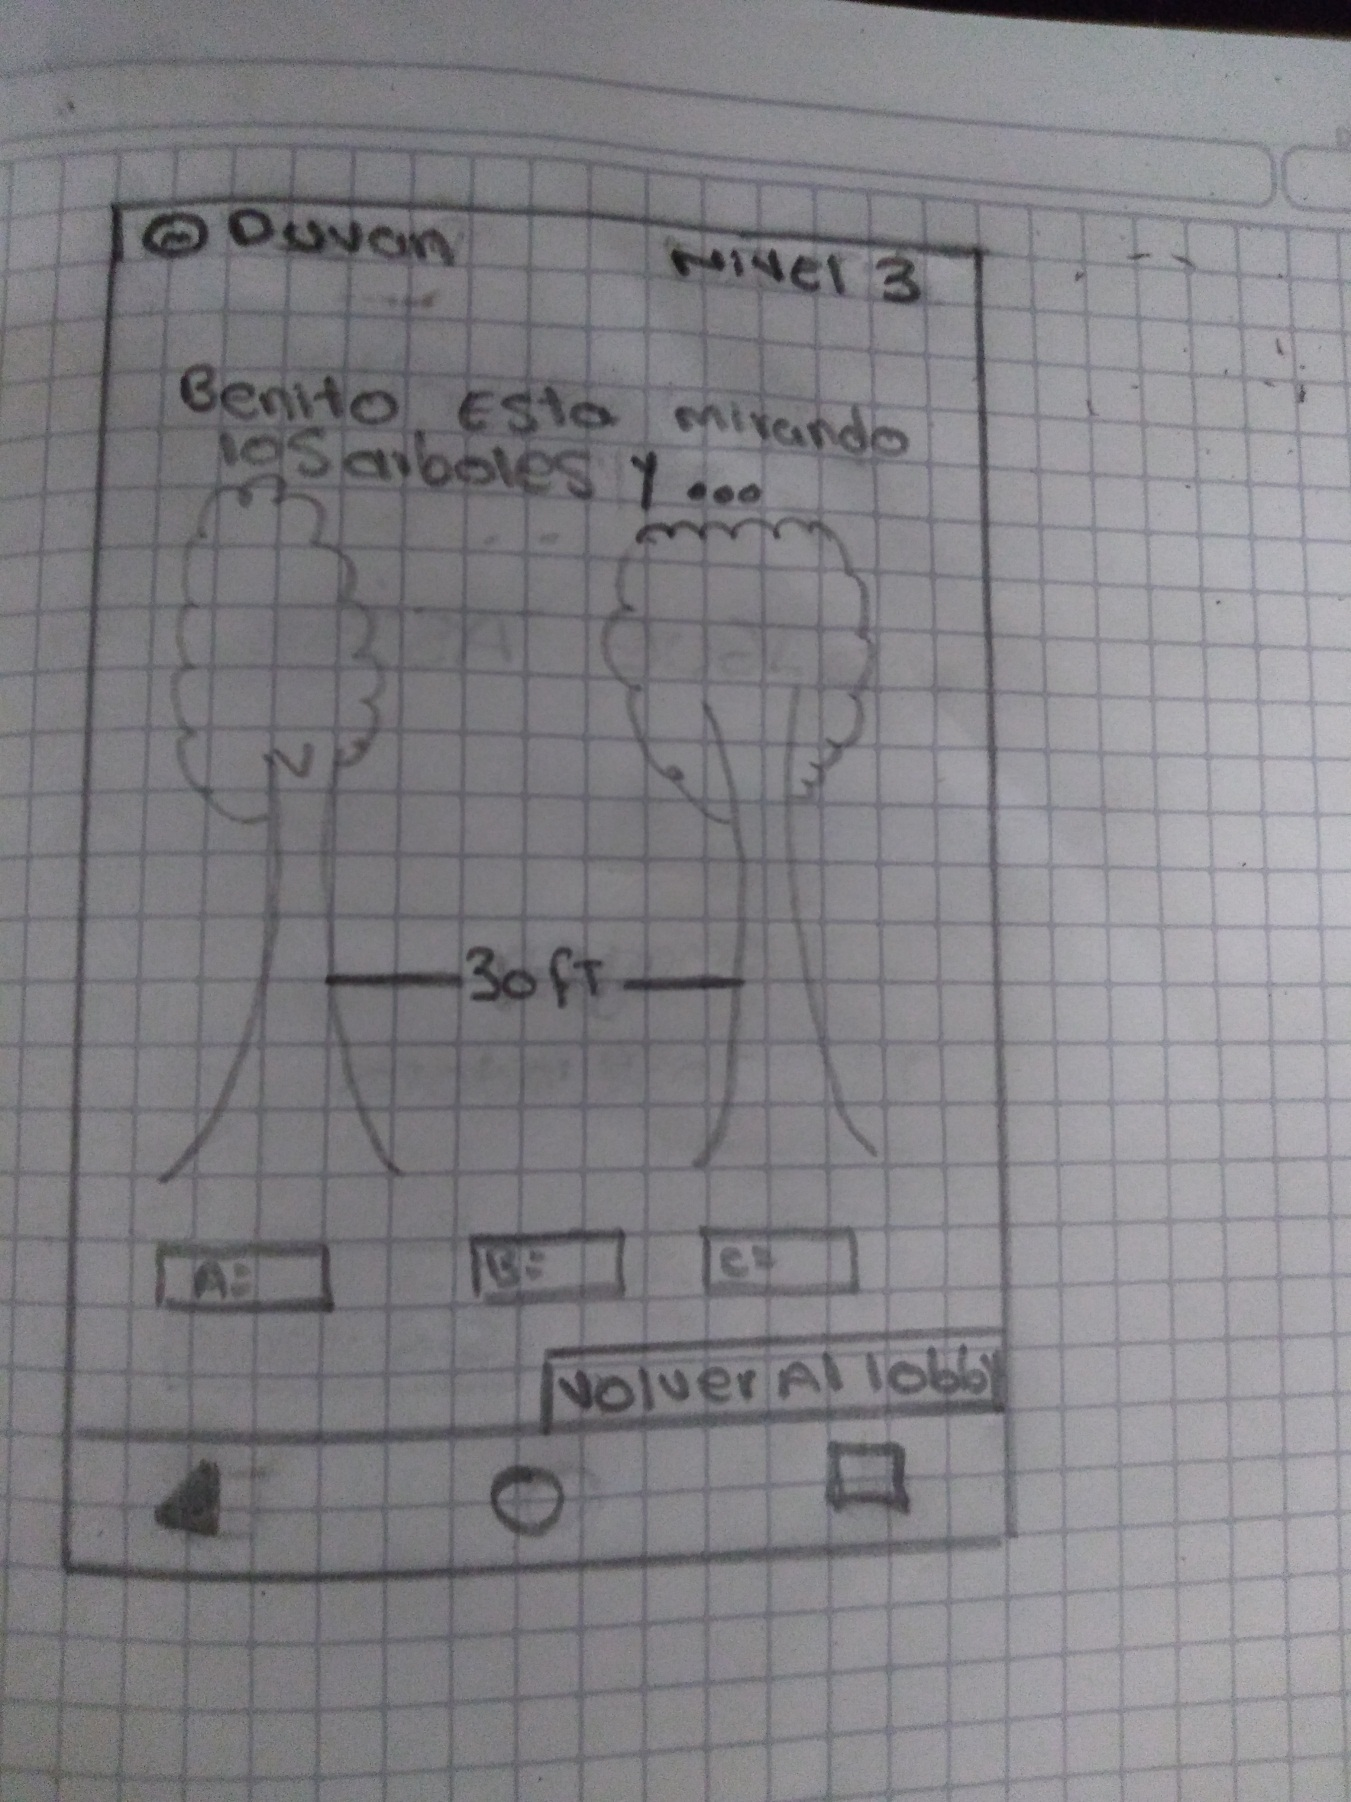 Duvan Nivel 3
Benito Esta mirando
los arboles y ...
30 fT
A= B= C=
Volver Al lobby